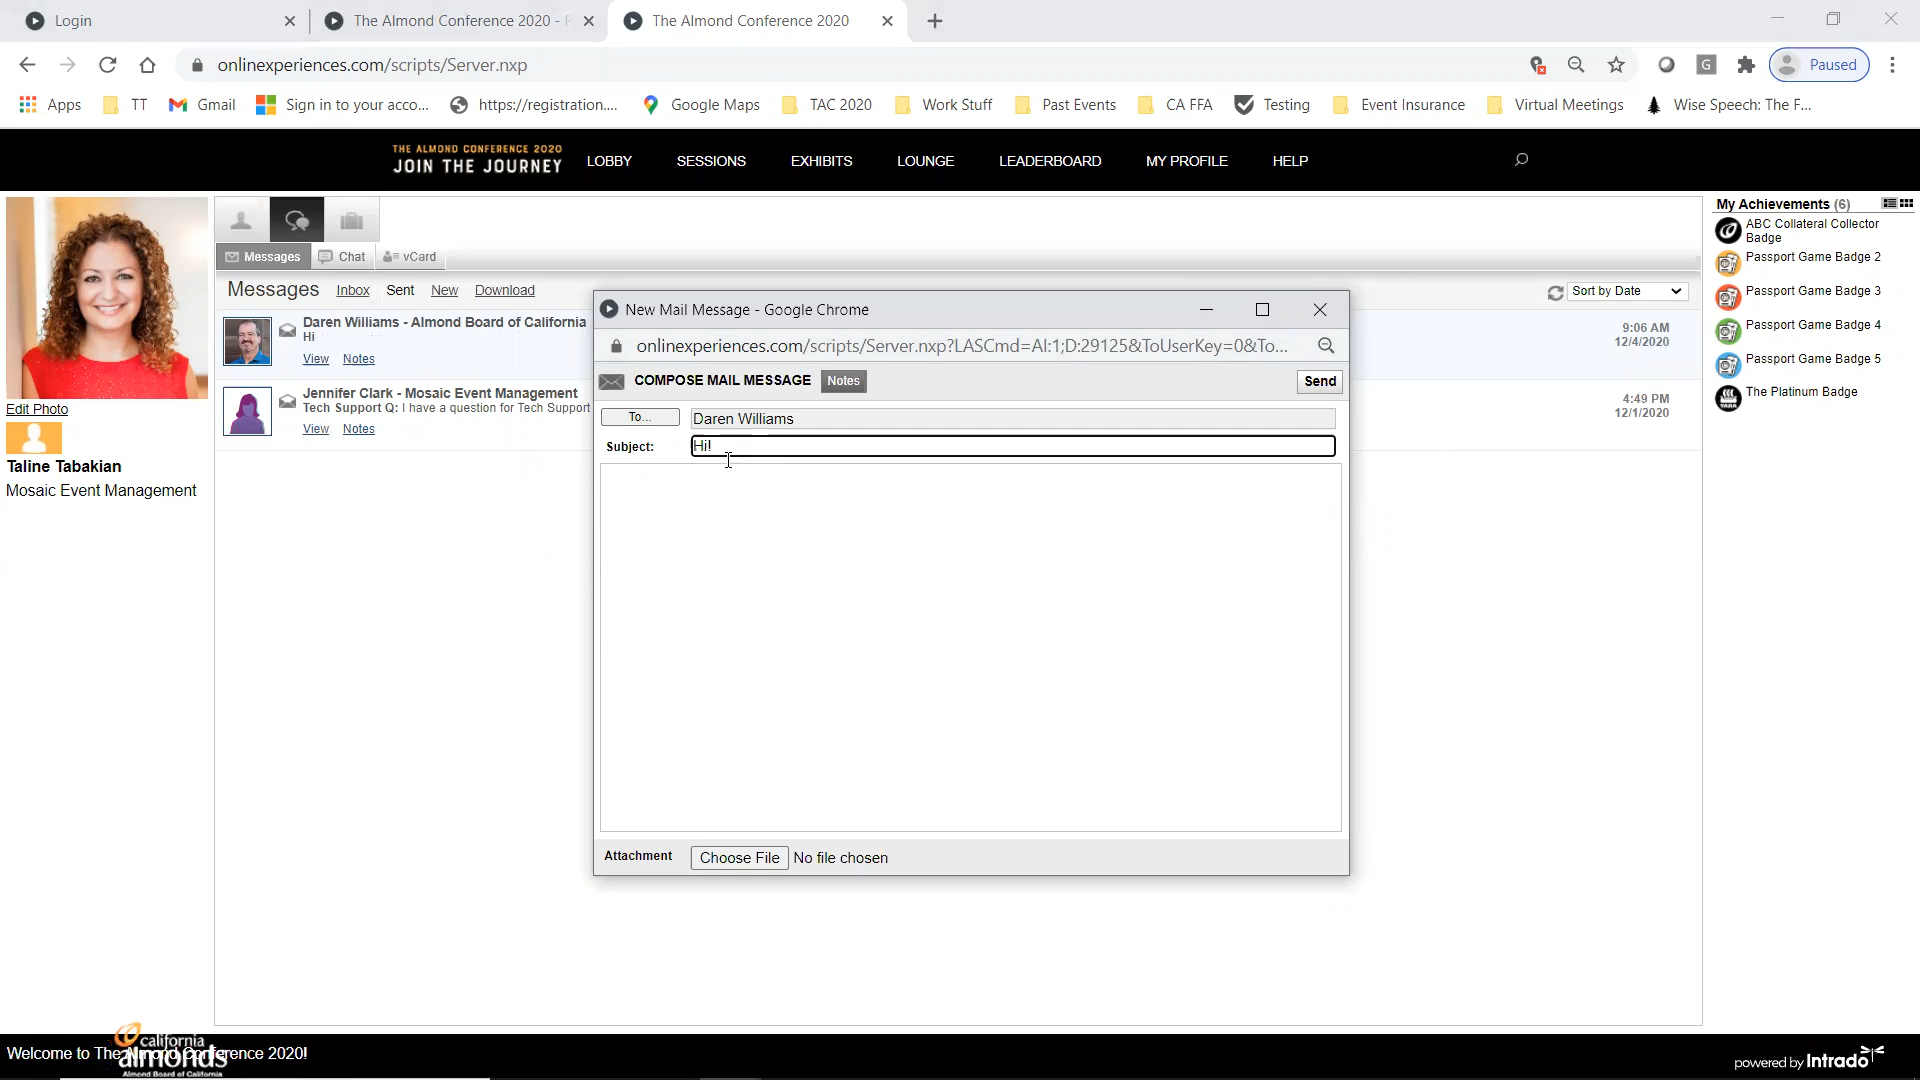 Login
The Almond Conference 2020 - P
The Almond Conference 2020
onlinexperiences.com/scripts/Server.nxp
G
Paused
Apps
TT
Gmail
Sign in to your acco...
https://registration....
Google Maps
TAC 2020
Work Stuff
Past Events
CA FFA
Testing
Event Insurance
Virtual Meetings
Wise Speech: The F...
THE ALMOND CONFERENCE 2020
JOIN THE JOURNEY
LOBBY
SESSIONS
EXHIBITS
LOUNGE
LEADERBOARD
MY PROFILE
HELP
Edit Photo
Taline Tabakian
Mosaic Event Management
Messages
Chat
vCard
Messages
Inbox
Sent
New
Download
Sort by Date
Daren Williams - Almond Board of California
Hi
View
Notes
9:06 AM
12/4/2020
Jennifer Clark - Mosaic Event Management
Tech Support Q: I have a question for Tech Support
View
Notes
4:49 PM
12/1/2020
New Mail Message - Google Chrome
onlinexperiences.com/scripts/Server.nxp?LASCmd=AI:1;D:29125&ToUserKey=0&To...
COMPOSE MAIL MESSAGE
Notes
Send
To...
Daren Williams
Subject:
Hi!
Attachment
Choose File
No file chosen
My Achievements (6)
ABC Collateral Collector
Badge
Passport Game Badge 2
Passport Game Badge 3
Passport Game Badge 4
Passport Game Badge 5
The Platinum Badge
Welcome to The Almond Conference 2020!
california
almonds
Almond Board of California
powered by Intrado